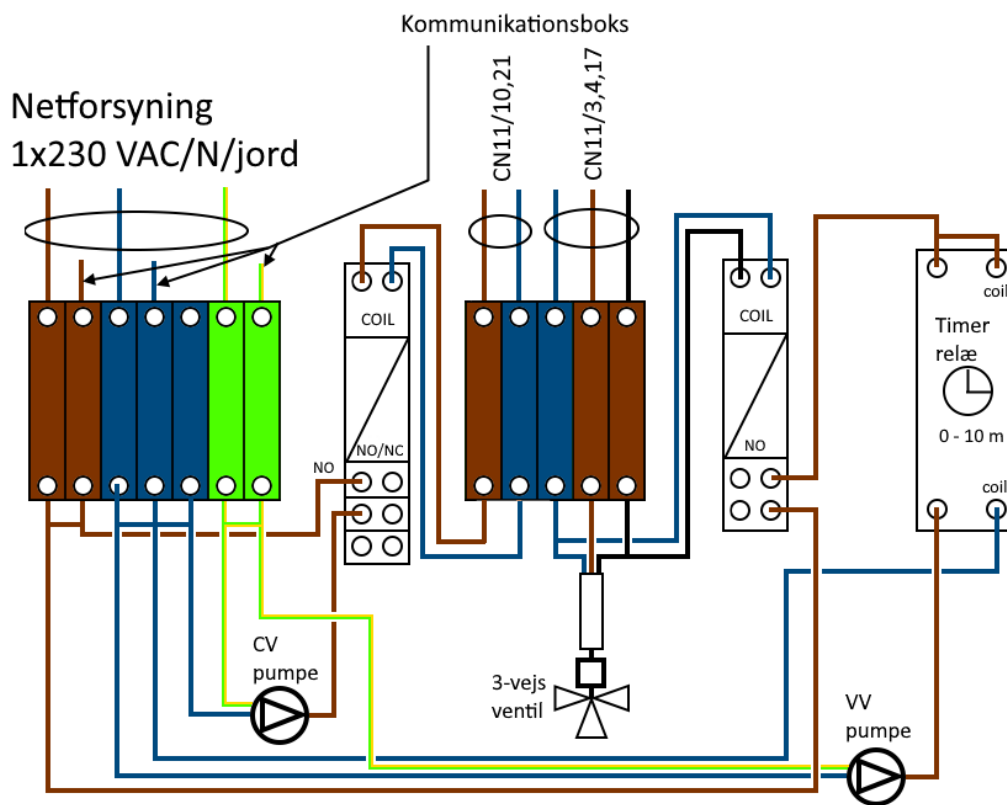 Kommunikationsboks
Netforsyning
1x230 VAC/N/jord
CN11/10,21
CN11/3,4,17
COIL
NO/NC
NO
COIL
NO
coil
Timer
relæ
0 - 10 m
coil
CV
pumpe
3-vejs
ventil
VV
pumpe